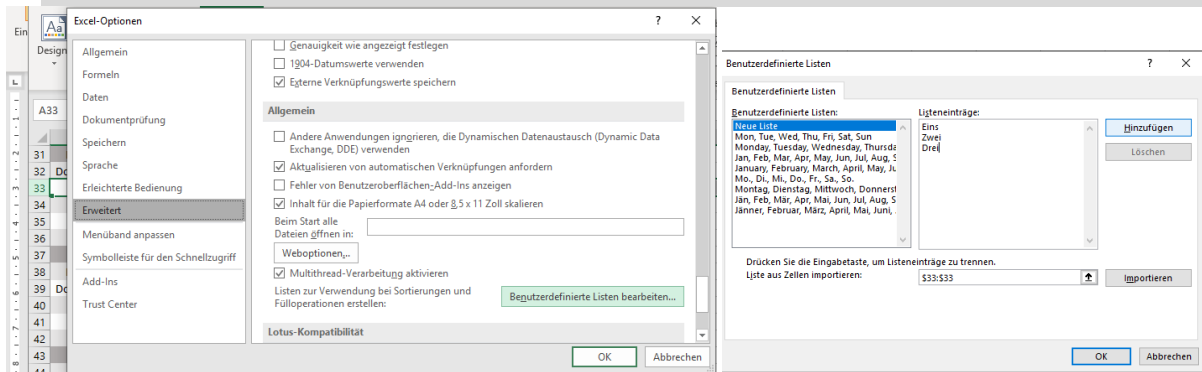 Ein
Design
A33
31
32 Do
33
34
35
36
37
38
39 Do
40
41
42
43
Excel-Optionen
?
Allgemein
Formeln
Daten
Dokumentprüfung
Speichern
Sprache
Erleichterte Bedienung
Erweitert
Menüband anpassen
Symbolleiste für den Schnellzugriff
Add-Ins
Trust Center
Genauigkeit wie angezeigt festlegen
1904-Datumswerte verwenden
Externe Verknüpfungswerte speichern
Allgemein
Andere Anwendungen ignorieren, die Dynamischen Datenaustausch (Dynamic Data
Exchange, DDE) verwenden
Aktualisieren von automatischen Verknüpfungen anfordern
Fehler von Benutzeroberflächen-Add-Ins anzeigen
Inhalt für die Papierformate A4 oder 8,5 x 11 Zoll skalieren
Beim Start alle
Dateien öffnen in:
Weboptionen...
Multithread-Verarbeitung aktivieren
Listen zur Verwendung bei Sortierungen und
Fülloperationen erstellen:
Benutzerdefinierte Listen bearbeiten...
Lotus-Kompatibilität
OK
Abbrechen
Benutzerdefinierte Listen
?
Benutzerdefinierte Listen
Benutzerdefinierte Listen:
Neue Liste
Mon, Tue, Wed, Thu, Fri, Sat, Sun
Monday, Tuesday, Wednesday, Thursda
Jan, Feb, Mar, Apr, May, Jun, Jul, Aug, S
January, February, March, April, May, Ju
Mo., Di., Mi., Do., Fr., Sa., So.
Montag, Dienstag, Mittwoch, Donnerst
Jän, Feb, Mär, Apr, Mai, Jun, Jul, Aug, S
Jänner, Februar, März, April, Mai, Juni,
Listeneinträge:
Eins
Zwei
Drei
Hinzufügen
Löschen
Drücken Sie die Eingabetaste, um Listeneinträge zu trennen.
Liste aus Zellen importieren:
$33:$33
Importieren
OK
Abbrechen